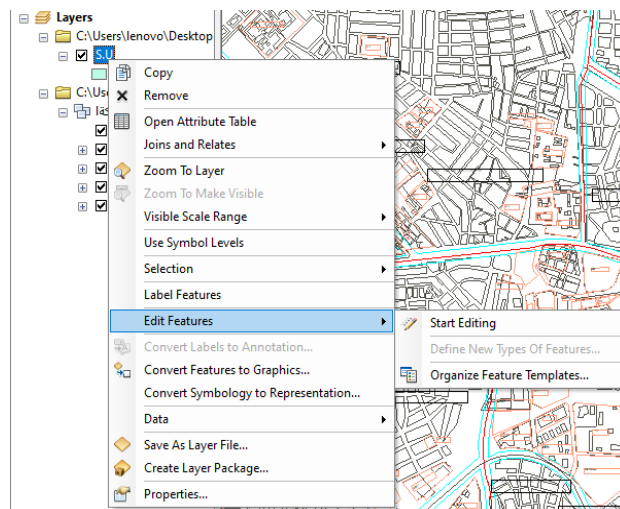 Layers
C:\Users\lenovo\Desktop
S.U
C:\Use
Copy
Remove
Open Attribute Table
Joins and Relates
Zoom To Layer
Zoom To Make Visible
Visible Scale Range
Use Symbol Levels
Selection
Label Features
Edit Features
Start Editing
Convert Labels to Annotation...
Define New Types Of Features...
Convert Features to Graphics...
Organize Feature Templates...
Convert Symbology to Representation...
Data
Save As Layer File...
Create Layer Package...
Properties...